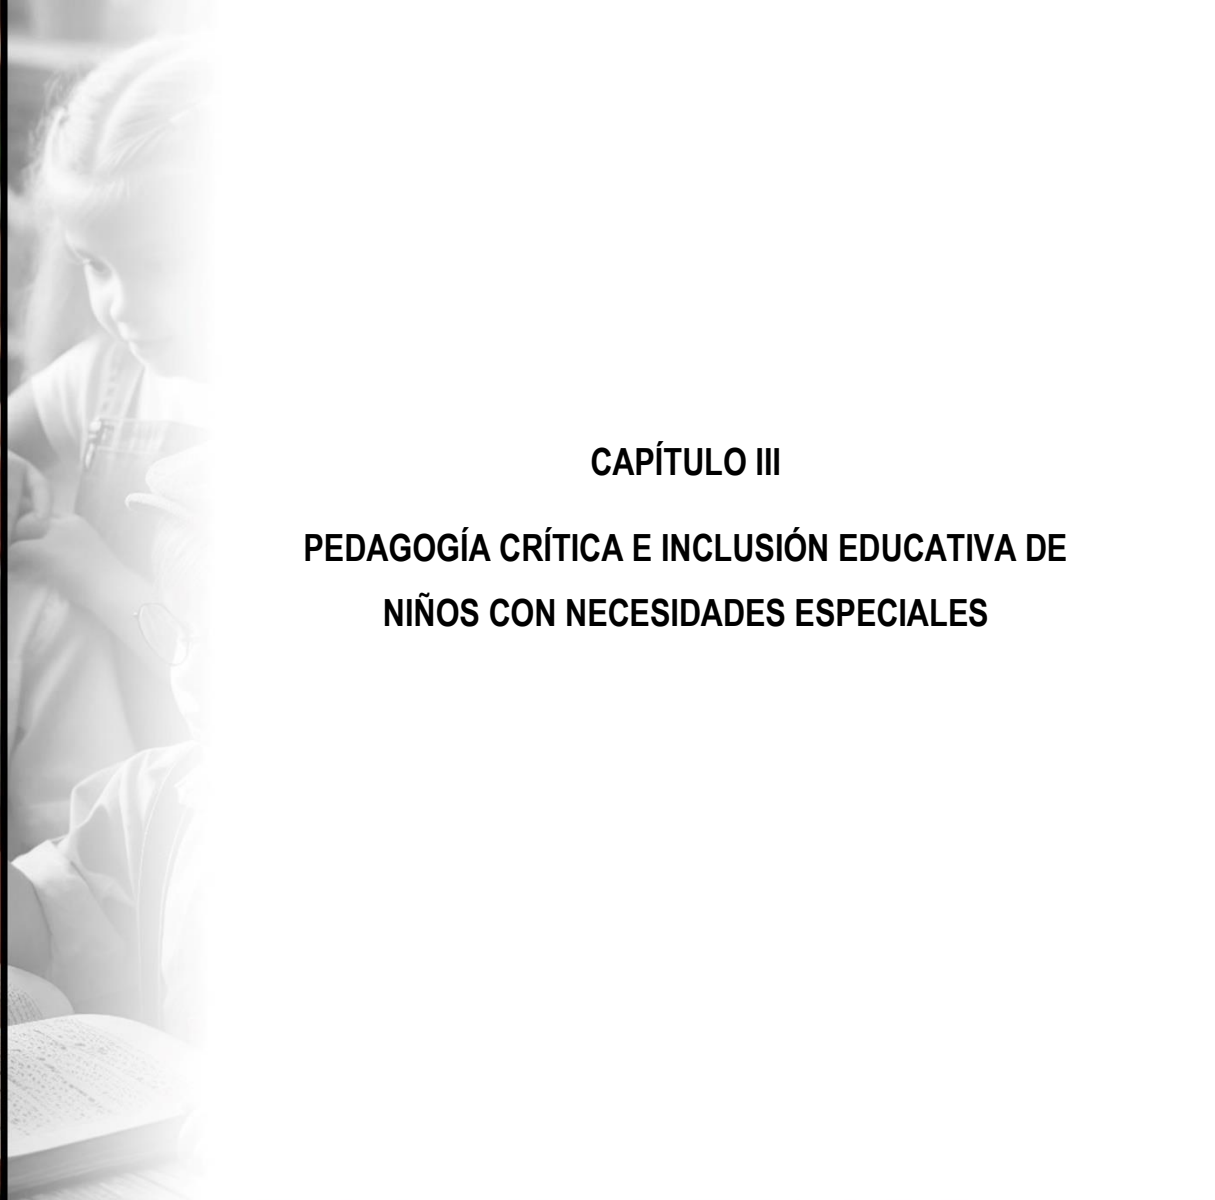 CAPÍTULO III
PEDAGOGÍA CRÍTICA E INCLUSIÓN EDUCATIVA DE
NIÑOS CON NECESIDADES ESPECIALES